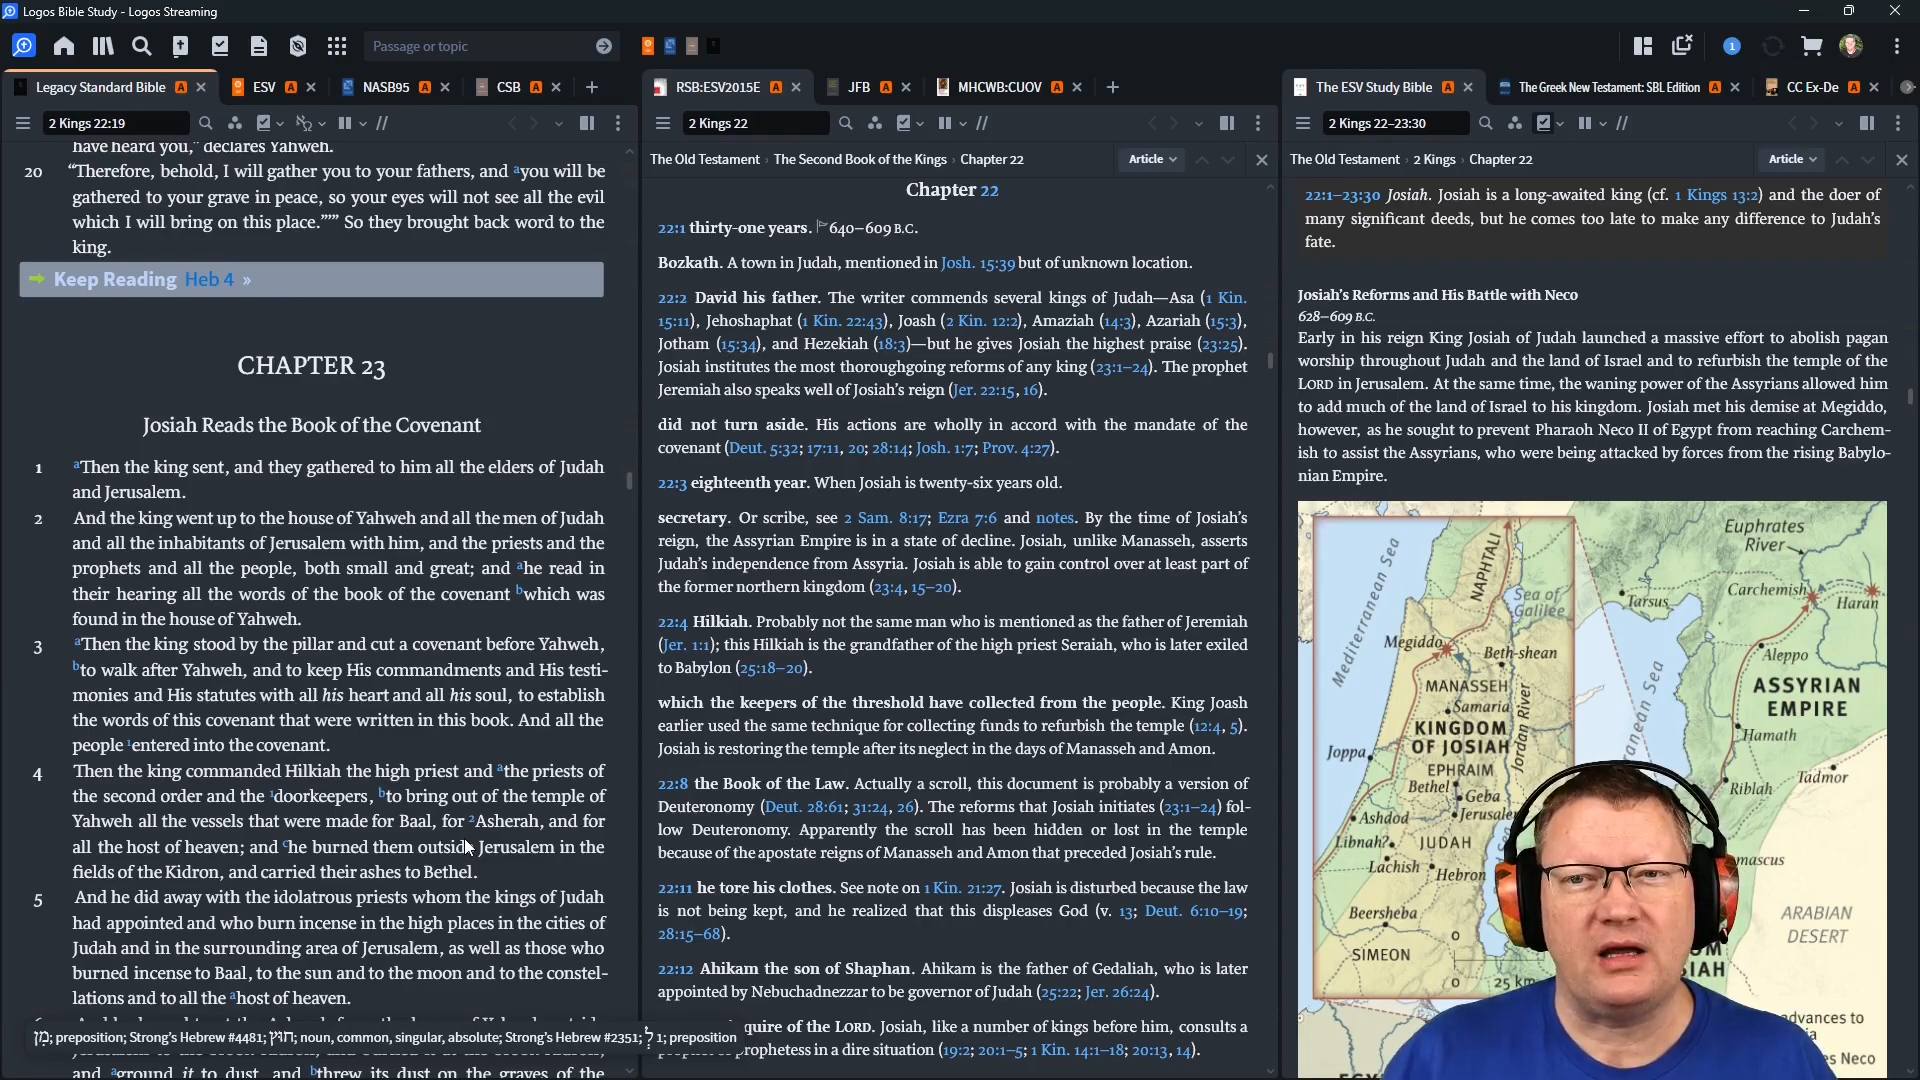 Logos Bible Study - Logos Streaming
Passage or topic
1
Legacy Standard Bible A
ESV A
NASB95 A
CSB A
2 Kings 22:19
have heard you,” declares Yahweh.
20 “Therefore, behold, I will gather you to your fathers, and ᵃyou will be
gathered to your grave in peace, so your eyes will not see all the evil
which I will bring on this place.”’” So they brought back word to the
king.
Keep Reading Heb 4 »
CHAPTER 23
Josiah Reads the Book of the Covenant
1 ᵃThen the king sent, and they gathered to him all the elders of Judah
and Jerusalem.
2 And the king went up to the house of Yahweh and all the men of Judah
and all the inhabitants of Jerusalem with him, and the priests and the
prophets and all the people, both small and great; and ᵃhe read in
their hearing all the words of the book of the covenant ᵇwhich was
found in the house of Yahweh.
3 ᵃThen the king stood by the pillar and cut a covenant before Yahweh,
ᵇto walk after Yahweh, and to keep His commandments and His testi-
monies and His statutes with all his heart and all his soul, to establish
the words of this covenant that were written in this book. And all the
people ¹entered into the covenant.
4 Then the king commanded Hilkiah the high priest and ᵃthe priests of
the second order and the ¹doorkeepers, ᵇto bring out of the temple of
Yahweh all the vessels that were made for Baal, for ²Asherah, and for
all the host of heaven; and ᶜhe burned them outside Jerusalem in the
fields of the Kidron, and carried their ashes to Bethel.
5 And he did away with the idolatrous priests whom the kings of Judah
had appointed and who burn incense in the high places in the cities of
Judah and in the surrounding area of Jerusalem, as well as those who
burned incense to Baal, to the sun and to the moon and to the constel-
lations and to all the ᵃhost of heaven.
מִן; preposition; Strong’s Hebrew #4481; חוּץ; noun, common, singular, absolute; Strong’s Hebrew #2351; לְ 1; preposition
and ᵃground it to dust, and ᵇthrew its dust on the graves of the
RSB:ESV2015E A
JFB A
MHCWB:CUOV A
2 Kings 22
The Old Testament › The Second Book of the Kings › Chapter 22
Article
Chapter 22
22:1 thirty-one years. 640–609 B.C.
Bozkath. A town in Judah, mentioned in Josh. 15:39 but of unknown location.
22:2 David his father. The writer commends several kings of Judah—Asa (1 Kin.
15:11), Jehoshaphat (1 Kin. 22:43), Joash (2 Kin. 12:2), Amaziah (14:3), Azariah (15:3),
Jotham (15:34), and Hezekiah (18:3)—but he gives Josiah the highest praise (23:25).
Josiah institutes the most thoroughgoing reforms of any king (23:1–24). The prophet
Jeremiah also speaks well of Josiah’s reign (Jer. 22:15, 16).
did not turn aside. His actions are wholly in accord with the mandate of the
covenant (Deut. 5:32; 17:11, 20; 28:14; Josh. 1:7; Prov. 4:27).
22:3 eighteenth year. When Josiah is twenty-six years old.
secretary. Or scribe, see 2 Sam. 8:17; Ezra 7:6 and notes. By the time of Josiah’s
reign, the Assyrian Empire is in a state of decline. Josiah, unlike Manasseh, asserts
Judah’s independence from Assyria. Josiah is able to gain control over at least part of
the former northern kingdom (23:4, 15–20).
22:4 Hilkiah. Probably not the same man who is mentioned as the father of Jeremiah
(Jer. 1:1); this Hilkiah is the grandfather of the high priest Seraiah, who is later exiled
to Babylon (25:18–20).
which the keepers of the threshold have collected from the people. King Joash
earlier used the same technique for collecting funds to refurbish the temple (12:4, 5).
Josiah is restoring the temple after its neglect in the days of Manasseh and Amon.
22:8 the Book of the Law. Actually a scroll, this document is probably a version of
Deuteronomy (Deut. 28:61; 31:24, 26). The reforms that Josiah initiates (23:1–24) fol-
low Deuteronomy. Apparently the scroll has been hidden or lost in the temple
because of the apostate reigns of Manasseh and Amon that preceded Josiah’s rule.
22:11 he tore his clothes. See note on 1 Kin. 21:27. Josiah is disturbed because the law
is not being kept, and he realized that this displeases God (v. 13; Deut. 6:10–19;
28:15–68).
22:12 Ahikam the son of Shaphan. Ahikam is the father of Gedaliah, who is later
appointed by Nebuchadnezzar to be governor of Judah (25:22; Jer. 26:24).
quire of the LORD. Josiah, like a number of kings before him, consults a
prophetess in a dire situation (19:2; 20:1–5; 1 Kin. 14:1–18; 20:13, 14).
The ESV Study Bible A
The Greek New Testament: SBL Edition A
CC Ex-De A
2 Kings 22–23:30
The Old Testament › 2 Kings › Chapter 22
Article
22:1–23:30 Josiah. Josiah is a long-awaited king (cf. 1 Kings 13:2) and the doer of
many significant deeds, but he comes too late to make any difference to Judah’s
fate.
Josiah’s Reforms and His Battle with Neco
628–609 B.C.
Early in his reign King Josiah of Judah launched a massive effort to abolish pagan
worship throughout Judah and the land of Israel and to refurbish the temple of the
LORD in Jerusalem. At the same time, the waning power of the Assyrians allowed him
to add much of the land of Israel to his kingdom. Josiah met his demise at Megiddo,
however, as he sought to prevent Pharaoh Neco II of Egypt from reaching Carchem-
ish to assist the Assyrians, who were being attacked by forces from the rising Babylo-
nian Empire.
Mediterranean Sea
NAPHTALI
Sea of
Galilee
Megiddo
Beth-shean
MANASSEH
Samaria
KINGDOM
OF JOSIAH
Jordan River
Joppa
EPHRAIM
Bethel
Geba
Ashdod
Jerusale
Libnah?
JUDAH
Lachish
Hebron
Beersheba
SIMEON
0
0 25 km
Euphrates
River
Carchemish
Haran
Tarsus
Aleppo
ASSYRIAN
EMPIRE
ranean Sea
Hamath
Riblah
Tadmor
mascus
ARABIAN
DESERT
SIAH
advances to
es Neco